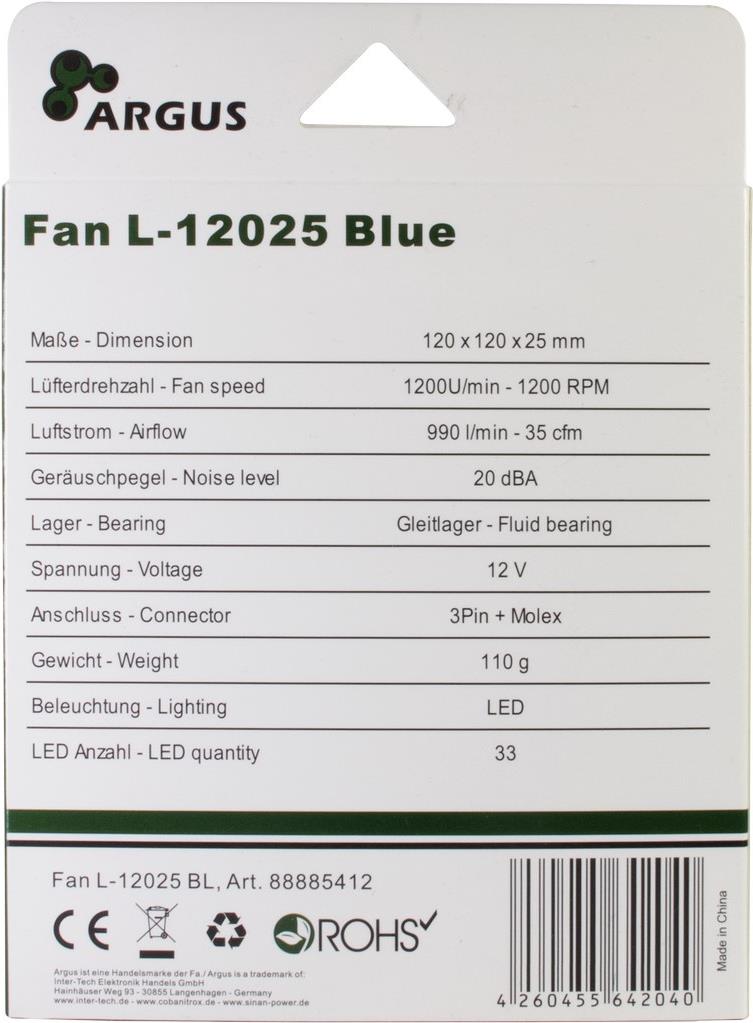 ARGUS
Fan L-12025 Blue
Maße - Dimension 120 x 120 x 25 mm
Lüfterdrehzahl - Fan speed 1200U/min - 1200 RPM
Luftstrom - Airflow 990 l/min - 35 cfm
Geräuschpegel - Noise level 20 dBA
Lager - Bearing Gleitlager - Fluid bearing
Spannung - Voltage 12 V
Anschluss - Connector 3Pin + Molex
Gewicht - Weight 110 g
Beleuchtung - Lighting LED
LED Anzahl - LED quantity 33
Fan L-12025 BL, Art. 88885412
CE
ROHS
Argus ist eine Handelsmarke der Fa./ Argus is a trademark of:
Inter-Tech Elektronik Handels GmbH
Hainhäuser Weg 93 - 30855 Langenhagen - Germany
www.inter-tech.de - www.cobanitrox.de - www.sinan-power.de
4 260455 642040
Made in China